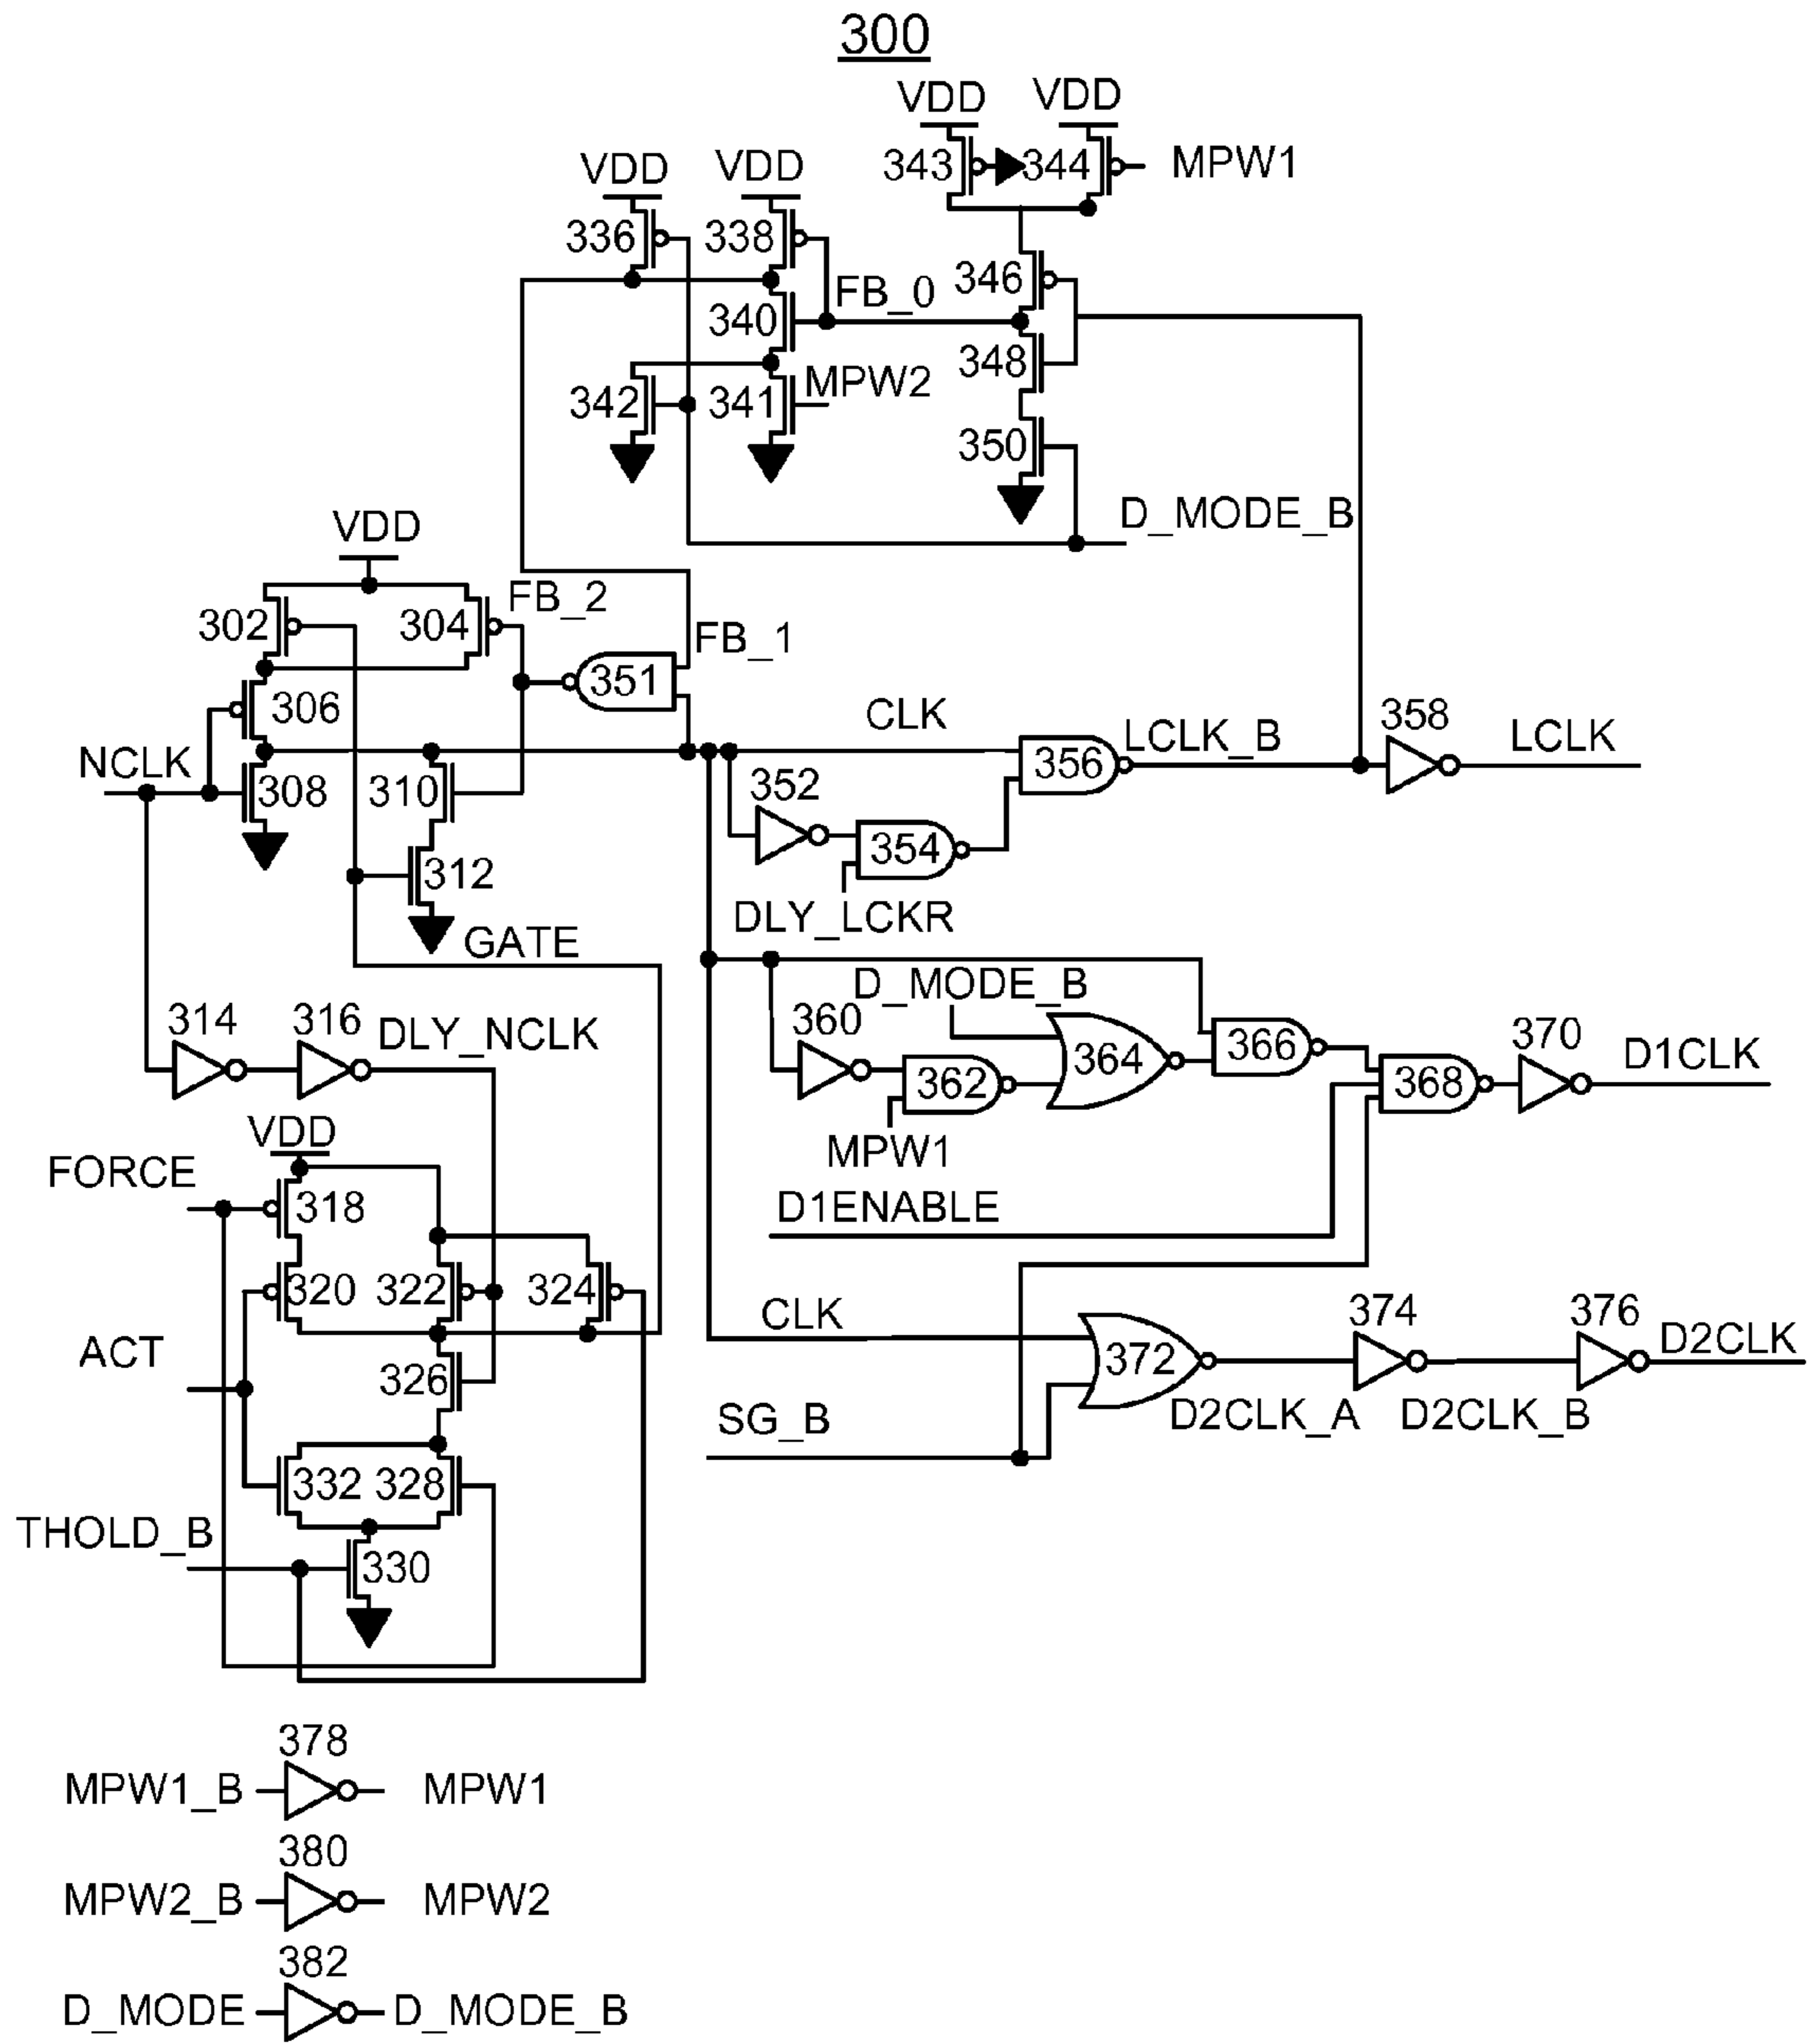 300
VDD VDD
343 344 MPW1
VDD VDD
336 338 346
FB_0
340
348
342 341 MPW2
350
D_MODE_B
VDD
302 304 FB_2
351 FB_1
306
CLK 358
NCLK 356 LCLK_B LCLK
308 310 352
354
312
DLY_LCKR
GATE
D_MODE_B
314 316 DLY_NCLK 360
364 366 370 D1CLK
362 368
VDD MPW1
FORCE
318 D1ENABLE
320 322 324
CLK 374 376
ACT 372 D2CLK
326
SG_B D2CLK_A D2CLK_B
332 328
THOLD_B
330
378
MPW1_B MPW1
380
MPW2_B MPW2
382
D_MODE D_MODE_B